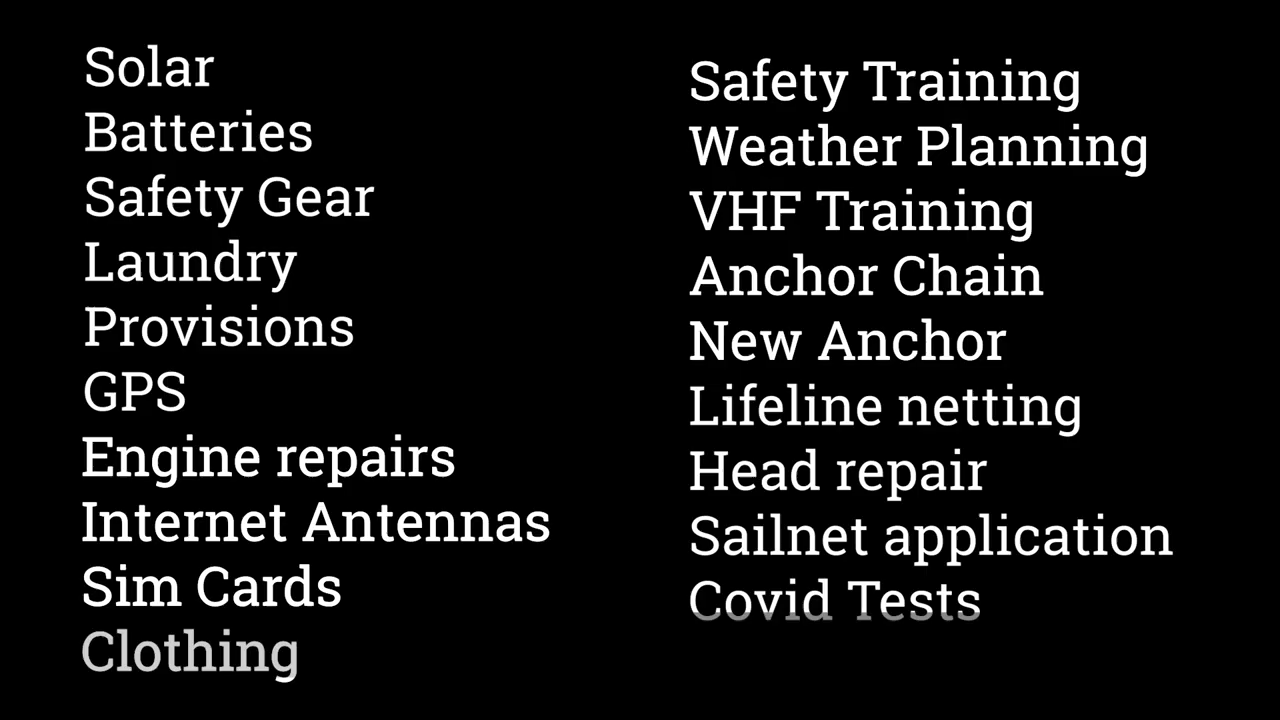 Solar
Batteries
Safety Gear
Laundry
Provisions
GPS
Engine repairs
Internet Antennas
Sim Cards
Clothing
Safety Training
Weather Planning
VHF Training
Anchor Chain
New Anchor
Lifeline netting
Head repair
Sailnet application
Covid Tests